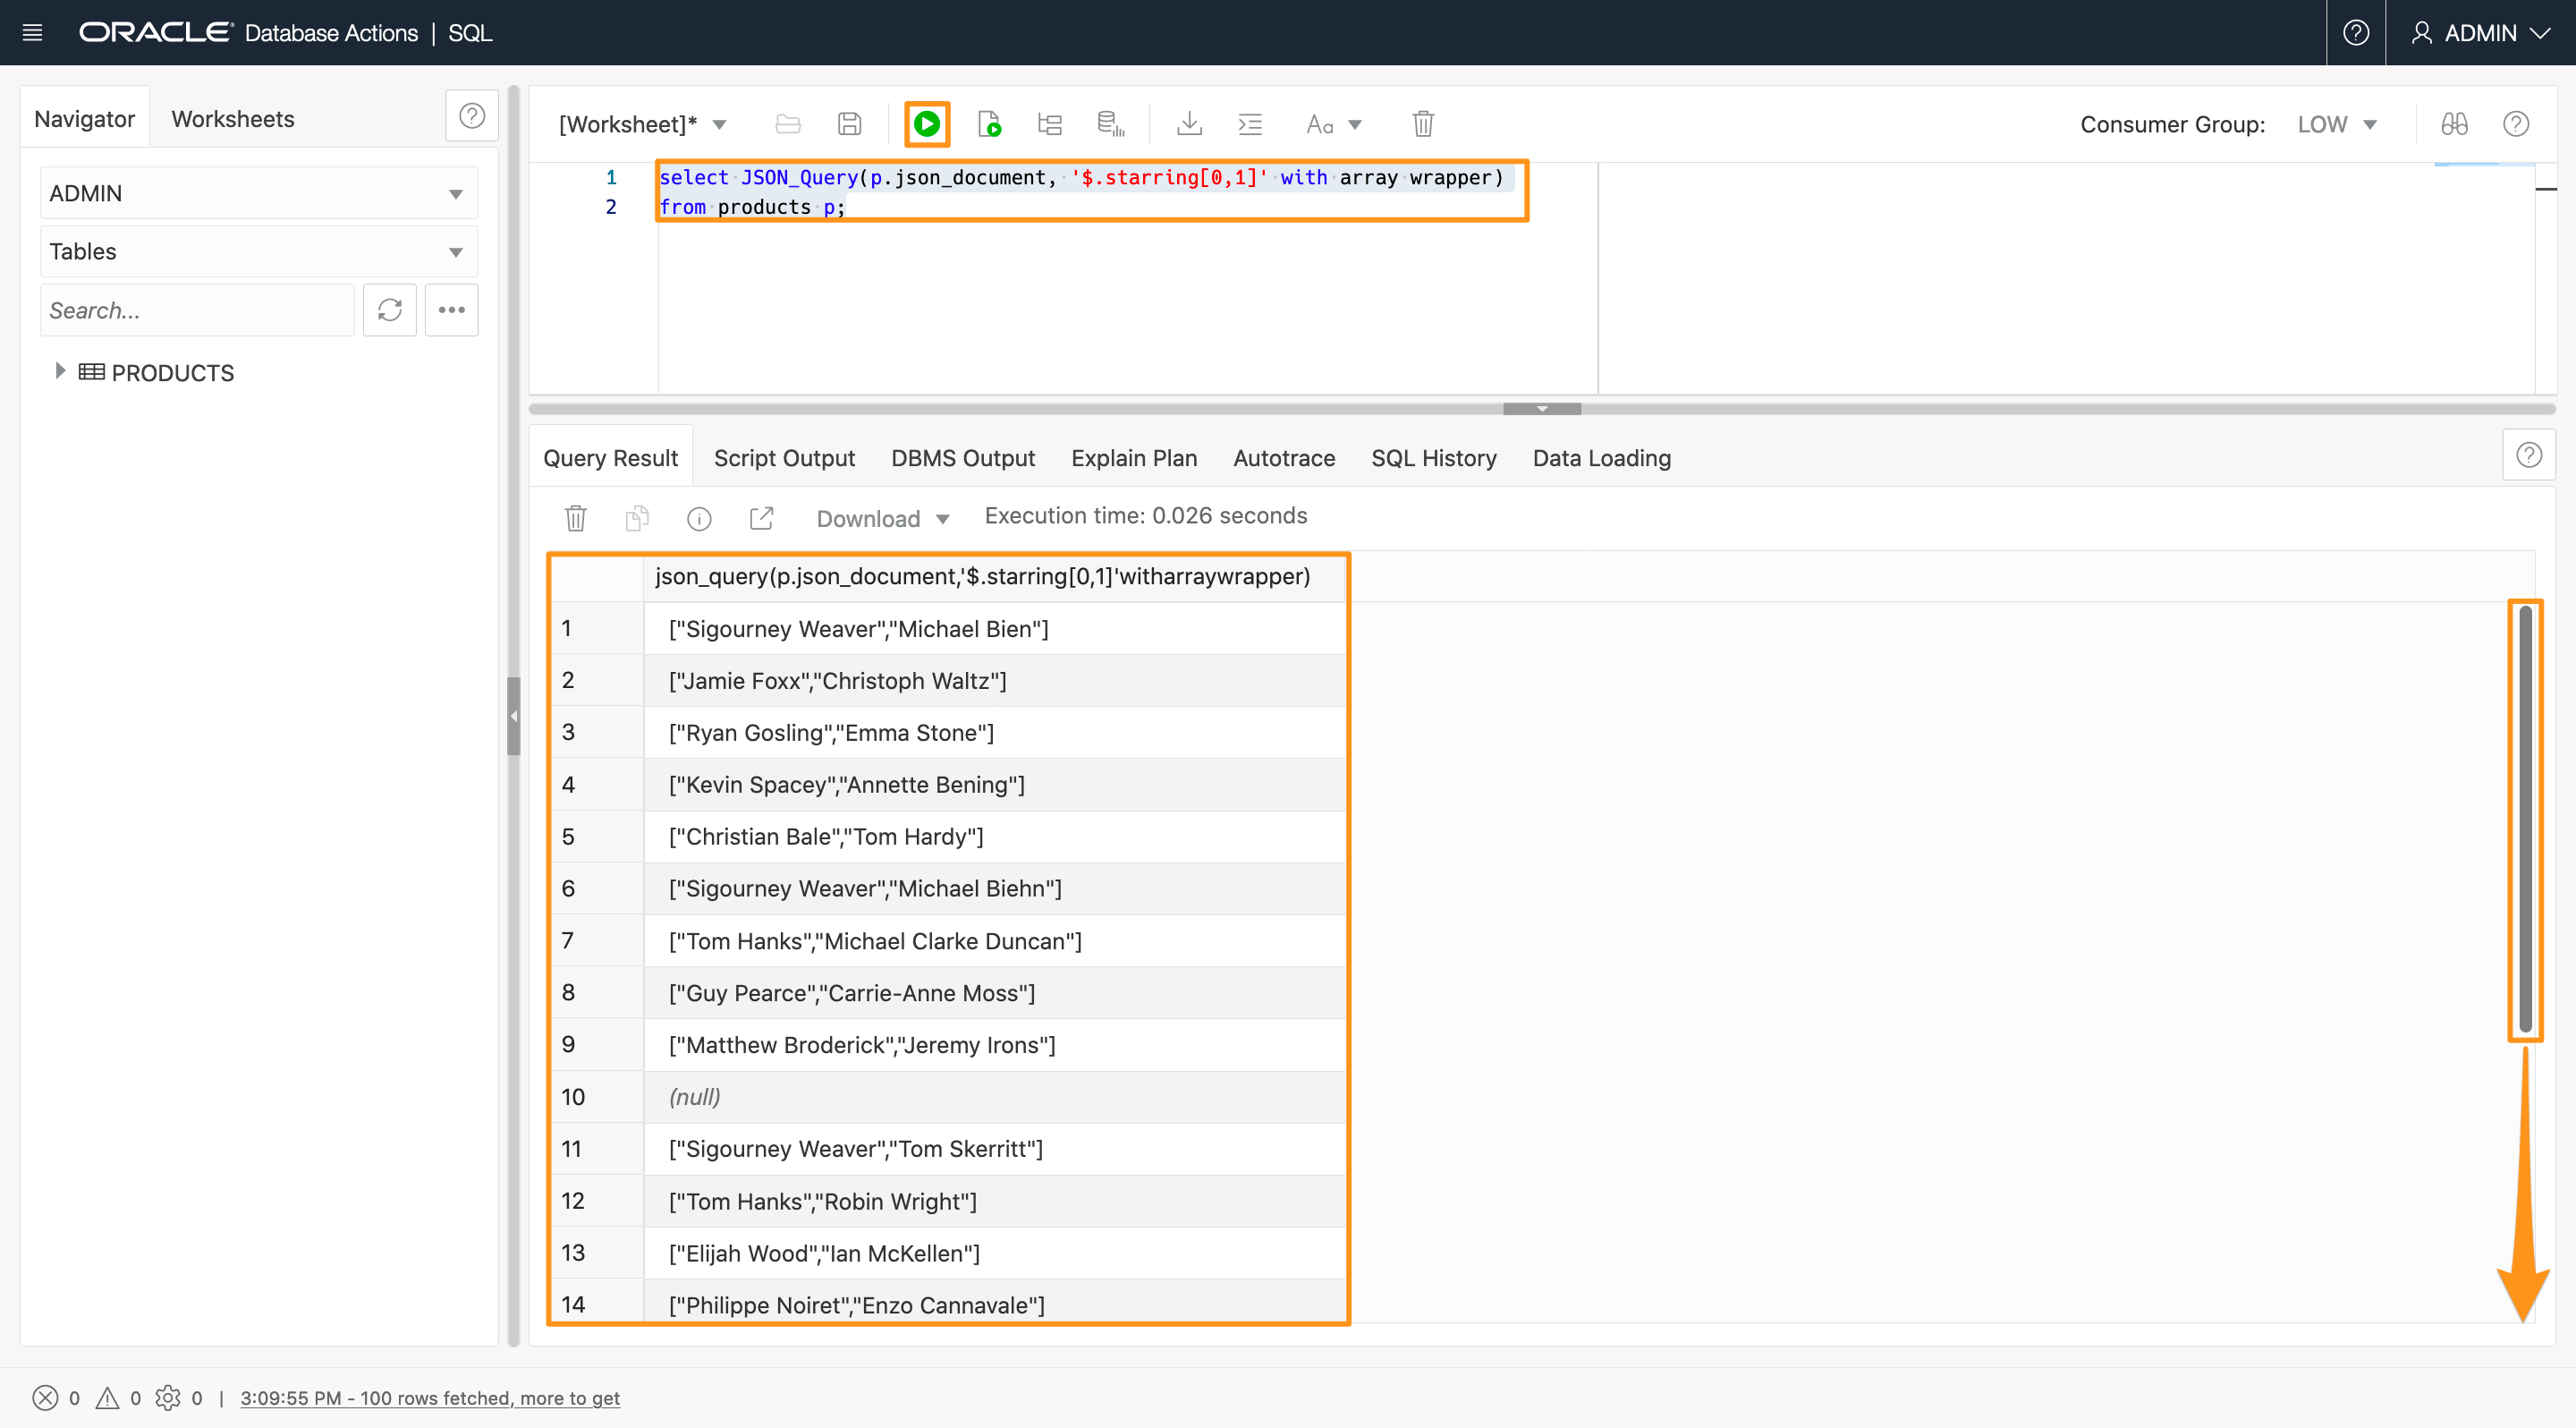 ORACLE Database Actions | SQL
ADMIN
Navigator
Worksheets
ADMIN
Tables
Search...
PRODUCTS
[Worksheet]*
Aa
Consumer Group: LOW
1 select JSON_Query(p.json_document, '$.starring[0,1]' with array wrapper)
2 from products p;
Query Result
Script Output
DBMS Output
Explain Plan
Autotrace
SQL History
Data Loading
Download
Execution time: 0.026 seconds
json_query(p.json_document,'$.starring[0,1]'witharraywrapper)
1 ["Sigourney Weaver","Michael Bien"]
2 ["Jamie Foxx","Christoph Waltz"]
3 ["Ryan Gosling","Emma Stone"]
4 ["Kevin Spacey","Annette Bening"]
5 ["Christian Bale","Tom Hardy"]
6 ["Sigourney Weaver","Michael Biehn"]
7 ["Tom Hanks","Michael Clarke Duncan"]
8 ["Guy Pearce","Carrie-Anne Moss"]
9 ["Matthew Broderick","Jeremy Irons"]
10 (null)
11 ["Sigourney Weaver","Tom Skerritt"]
12 ["Tom Hanks","Robin Wright"]
13 ["Elijah Wood","Ian McKellen"]
14 ["Philippe Noiret","Enzo Cannavale"]
0 0 0 | 3:09:55 PM - 100 rows fetched, more to get